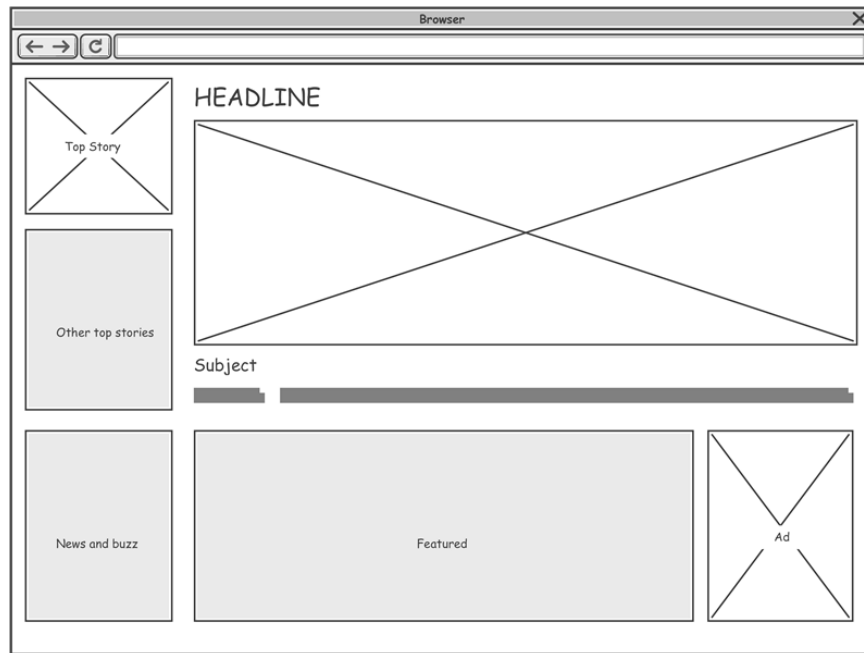 Browser
HEADLINE
Top Story
Other top stories
Subject
News and buzz
Featured
Ad